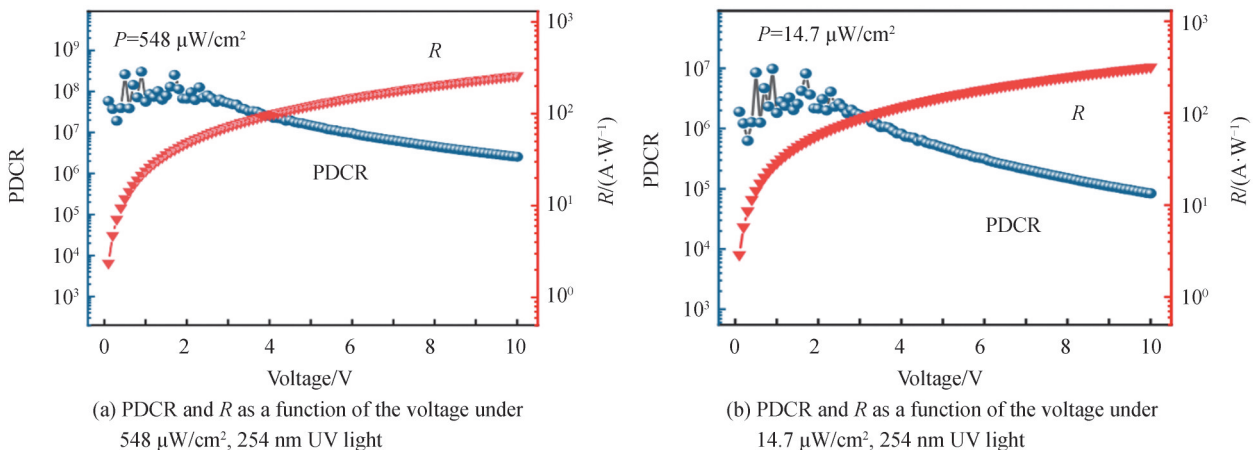 P=548 μW/cm²
R
PDCR
10⁹
10⁸
10⁷
10⁶
10⁵
10⁴
10³
PDCR
10³
10²
10¹
10⁰
R/(A·W⁻¹)
0 2 4 6 8 10
Voltage/V
(a) PDCR and R as a function of the voltage under
548 μW/cm², 254 nm UV light
P=14.7 μW/cm²
R
PDCR
10⁷
10⁶
10⁵
10⁴
10³
PDCR
10³
10²
10¹
10⁰
R/(A·W⁻¹)
0 2 4 6 8 10
Voltage/V
(b) PDCR and R as a function of the voltage under
14.7 μW/cm², 254 nm UV light